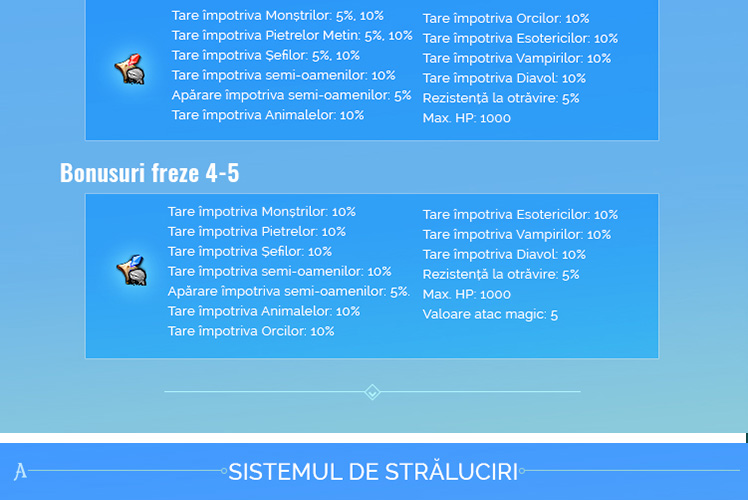 Tare împotriva Monștrilor: 5%, 10%
Tare împotriva Pietrelor Metin: 5%, 10%
Tare împotriva Șefilor: 5%, 10%
Tare împotriva semi-oamenilor: 10%
Apărare împotriva semi-oamenilor: 5%
Tare împotriva Animalelor: 10%
Tare împotriva Orcilor: 10%
Tare împotriva Esotericilor: 10%
Tare împotriva Vampirilor: 10%
Tare împotriva Diavol: 10%
Rezistență la otrăvire: 5%
Max. HP: 1000
Bonusuri freze 4-5
Tare împotriva Monștrilor: 10%
Tare împotriva Pietrelor: 10%
Tare împotriva Șefilor: 10%
Tare împotriva semi-oamenilor: 10%
Apărare împotriva semi-oamenilor: 5%.
Tare împotriva Animalelor: 10%
Tare împotriva Orcilor: 10%
Tare împotriva Esotericilor: 10%
Tare împotriva Vampirilor: 10%
Tare împotriva Diavol: 10%
Rezistență la otrăvire: 5%
Max. HP: 1000
Valoare atac magic: 5
A
SISTEMUL DE STRĂLUCIRI